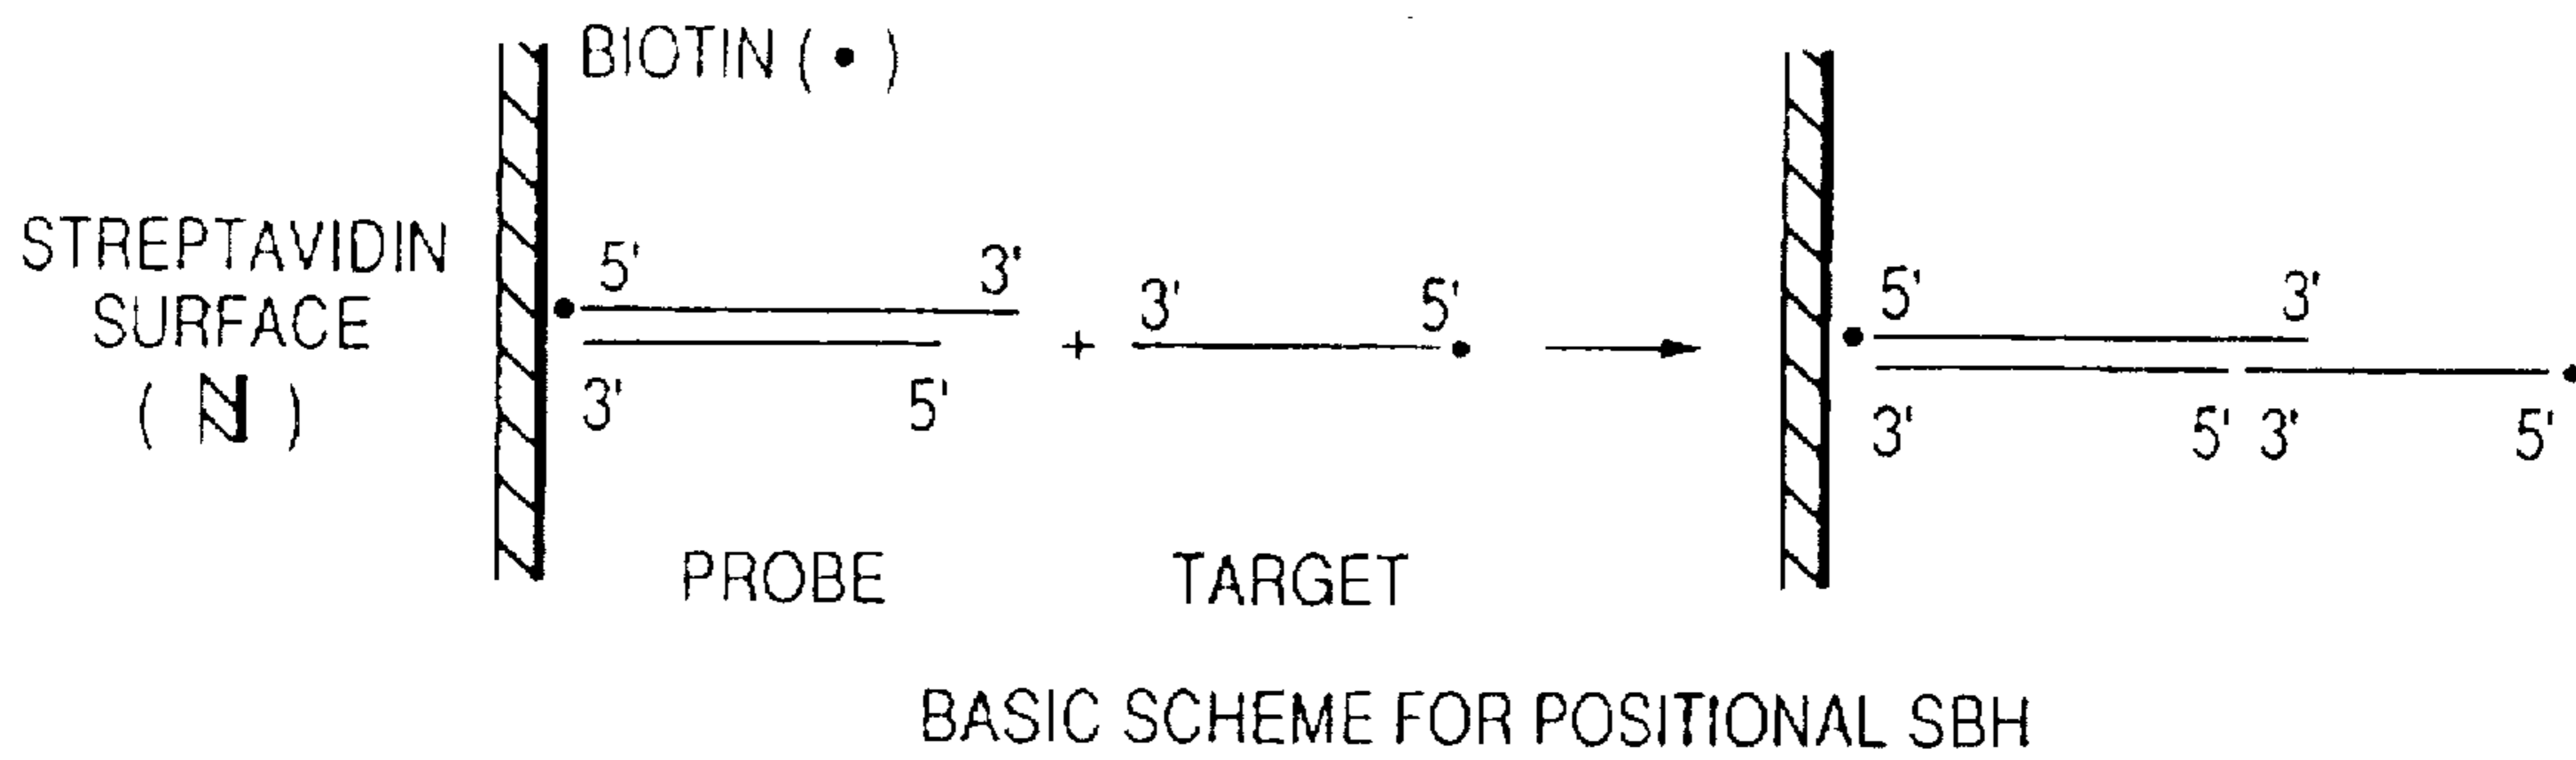 BIOTIN ( • )
STREPTAVIDIN
SURFACE
( )
5' 3'
3' 5'
+
3' 5'
5' 3'
3' 5' 3' 5'
PROBE
TARGET
BASIC SCHEME FOR POSITIONAL SBH